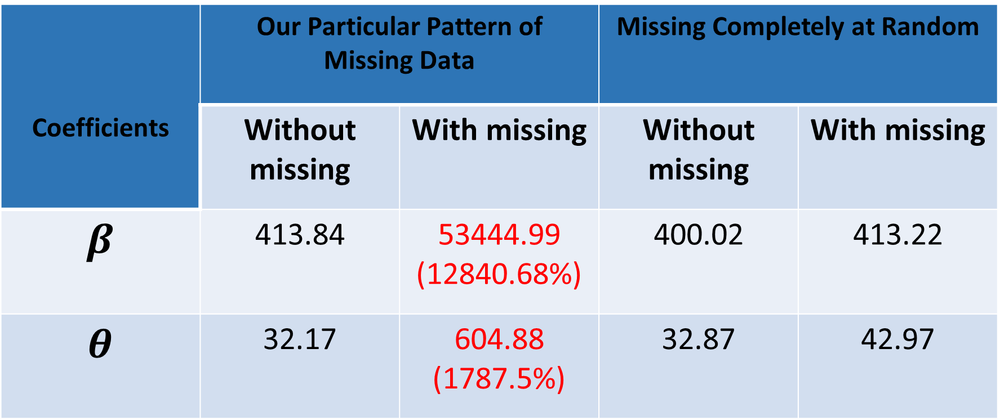 Our Particular Pattern of
Missing Data
Missing Completely at Random
Coefficients
Without
missing
With missing
Without
missing
With missing
β
413.84
53444.99
(12840.68%)
400.02
413.22
θ
32.17
604.88
(1787.5%)
32.87
42.97